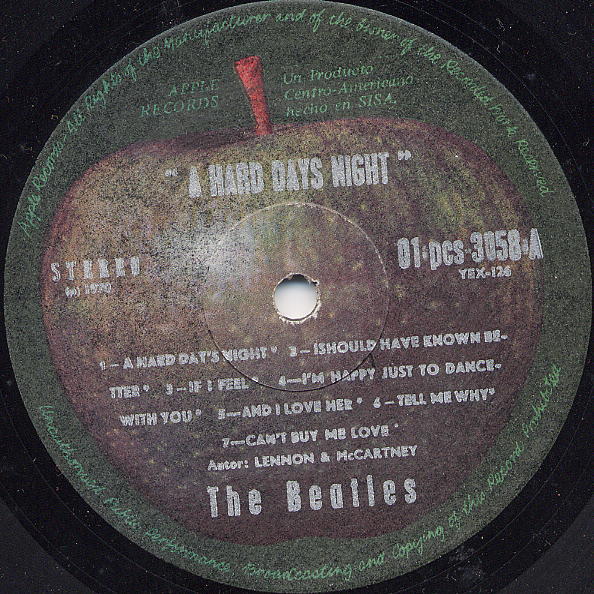 Apple Records. All Rights of the Manufacturer and of the Owner of the Recorded Work Reserved
APPLE
RECORDS
Un Producto
Centro-Americano
hecho en SISA.
" A HARD DAYS NIGHT "
STEREO
(p) 1970
01-pcs-3058-A
YEX-126
1-A HARD DAT'S NIGHT" 2-ISHOULD HAVE KNOWN BE-
TTER" 3-IF I FEEL" 4-I'M HAPPY JUST TO DANCE-
WITH YOU" 5-AND I LOVE HER" 6-TELL ME WHY"
7-CAN'T BUY ME LOVE"
Autor: LENNON & McCARTNEY
The Beatles
Unauthorised Public Performance, Broadcasting and Copying of this Record Prohibited